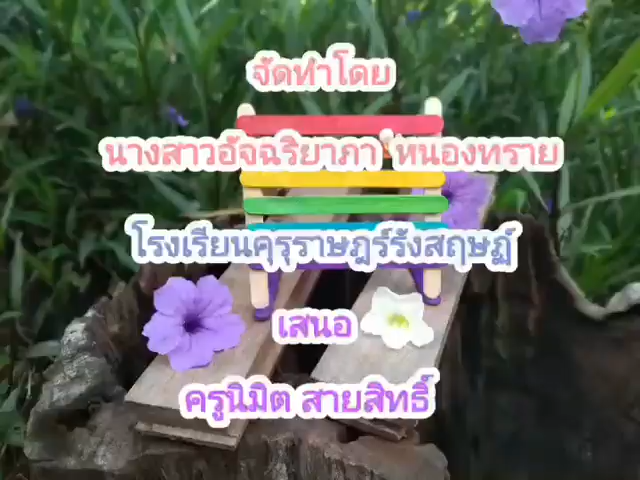 จัดทำโดย
นางสาวอัจฉริยาภา หนองทราย
โรงเรียนคุรุราษฎร์รังสฤษฏ์
เสนอ
ครูนิมิต สายสิทธิ์